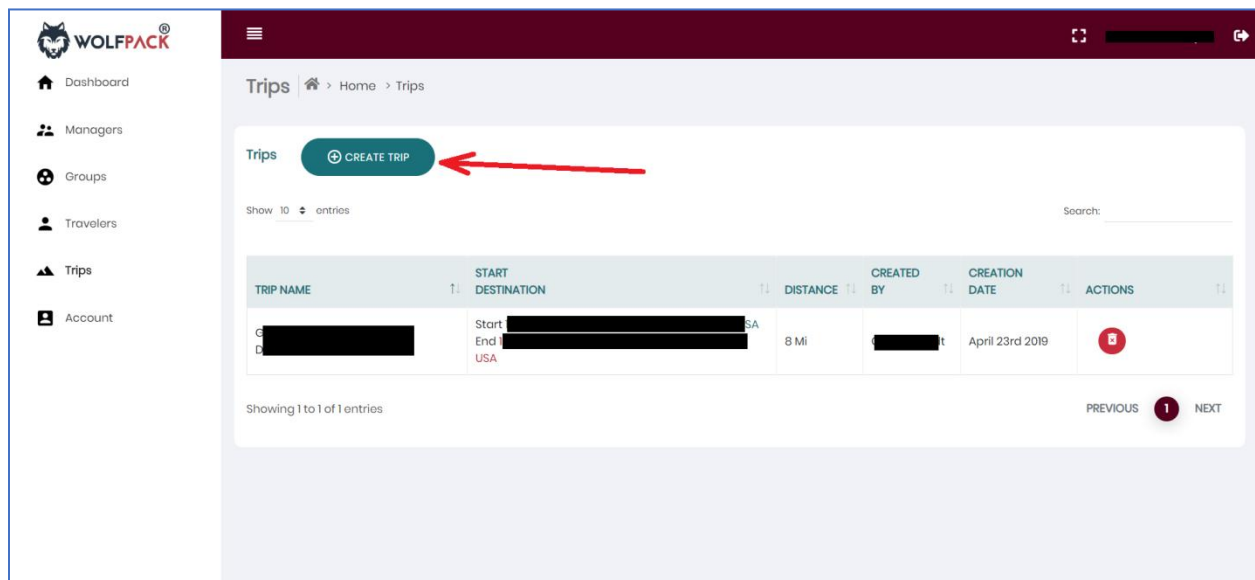 WOLFPACK®
Dashboard
Managers
Groups
Travelers
Trips
Account
Trips > Home > Trips
Trips
CREATE TRIP
Show 10 entries
Search:
TRIP NAME
START
DESTINATION
DISTANCE
CREATED
BY
CREATION
DATE
ACTIONS
G
D
Start SA
End 1
USA
8 Mi
t
April 23rd 2019
Showing 1 to 1 of 1 entries
PREVIOUS 1 NEXT